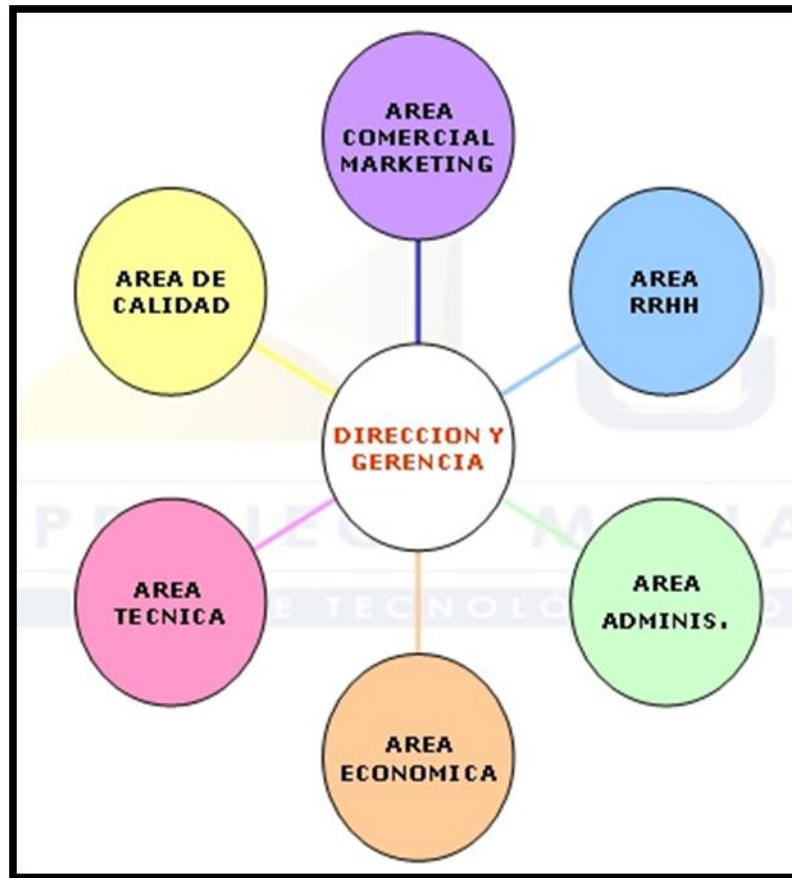 AREA
COMERCIAL
MARKETING
AREA DE
CALIDAD
AREA
RRHH
DIRECCION Y
GERENCIA
AREA
TECNICA
AREA
ADMINIS.
AREA
ECONOMICA